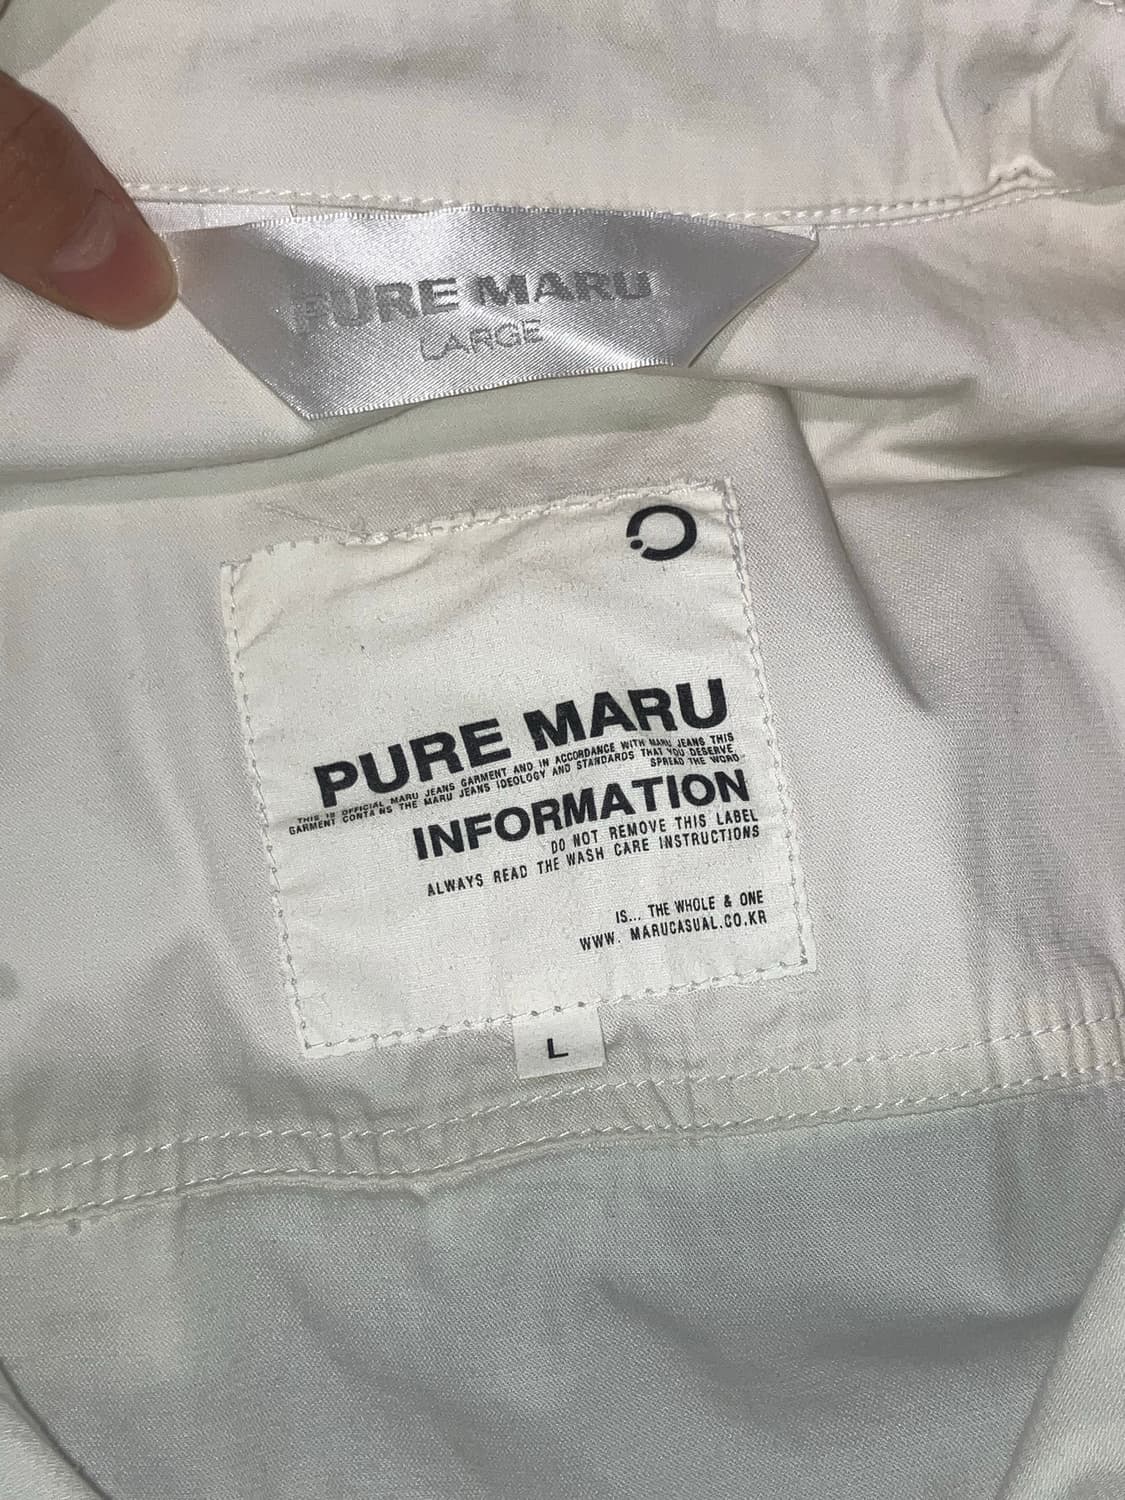 PURE MARU
LARGE
PURE MARU
THIS IS OFFICIAL MARU JEANS GARMENT AND IN ACCORDANCE WITH MARU JEANS THIS
GARMENT CONTAINS THE MARU JEANS IDEOLOGY AND STANDARDS THAT YOU DESERVE
SPREAD THE WORD
INFORMATION
DO NOT REMOVE THIS LABEL
ALWAYS READ THE WASH CARE INSTRUCTIONS
IS... THE WHOLE & ONE
WWW. MARUCASUAL.CO.KR
L